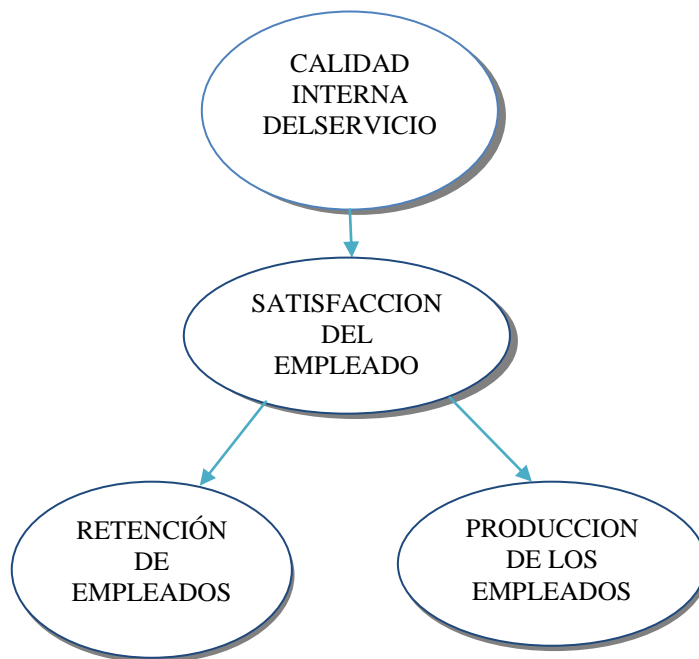 CALIDAD
INTERNA
DELSERVICIO
SATISFACCION
DEL
EMPLEADO
RETENCIÓN
DE
EMPLEADOS
PRODUCCION
DE LOS
EMPLEADOS